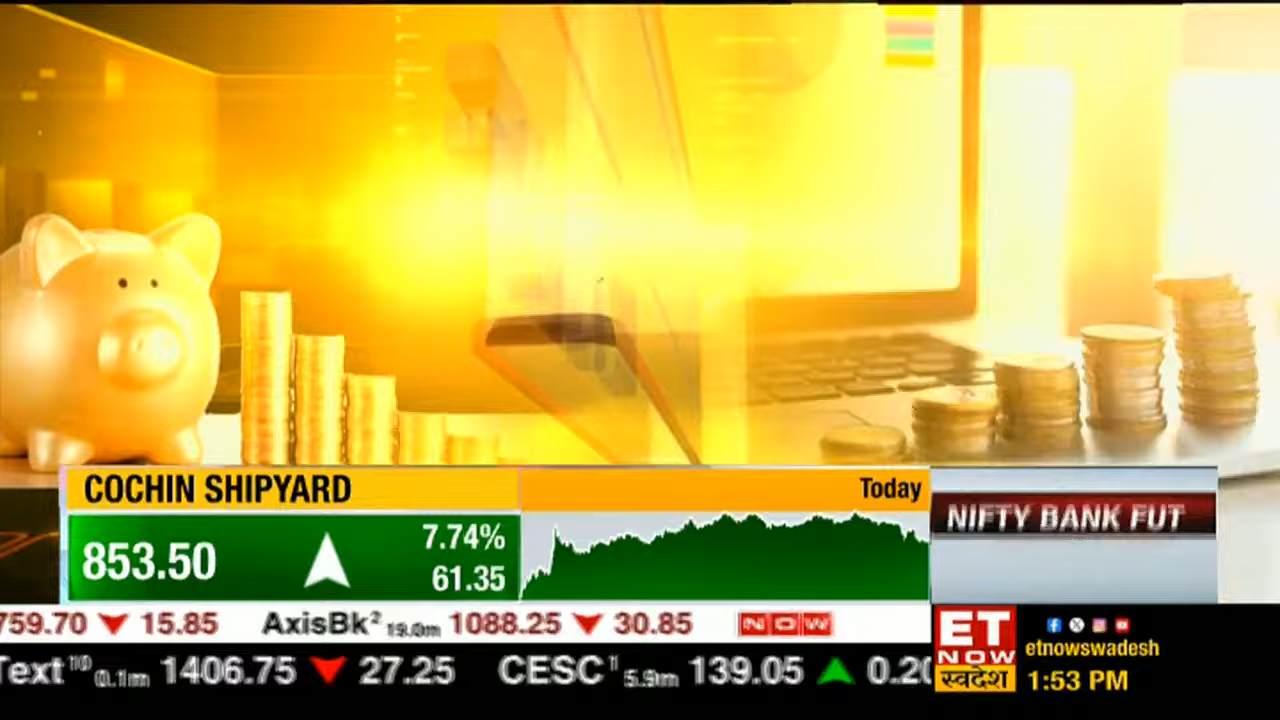 COCHIN SHIPYARD
Today
853.50
7.74%
61.35
NIFTY BANK FUT
759.70 15.85 AxisBk² 19.0m 1088.25 30.85 NOW
Text 0.1m 1406.75 27.25 CESC 5.9m 139.05 0.20
ET
NOW
स्वदेश
etnowswadesh
1:53 PM